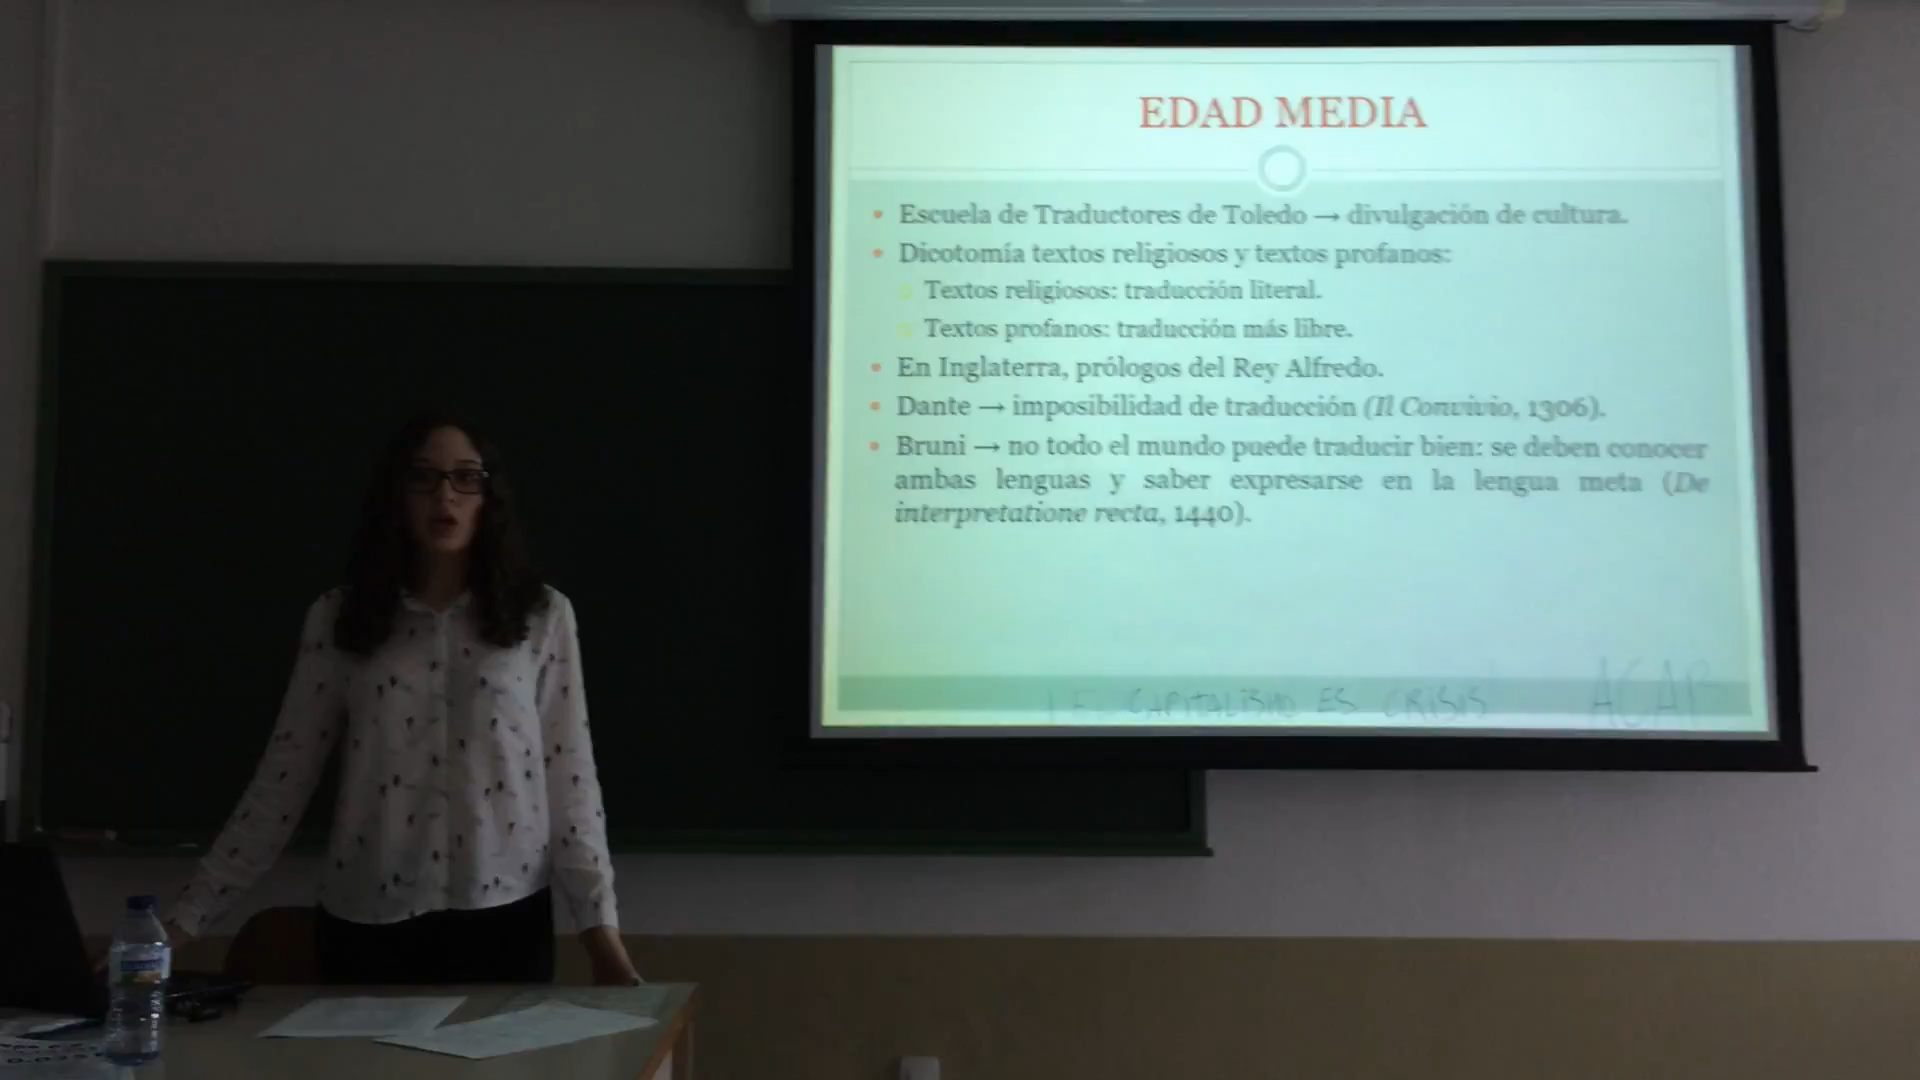 EDAD MEDIA
• Escuela de Traductores de Toledo → divulgación de cultura.
• Dicotomía textos religiosos y textos profanos:
Textos religiosos: traducción literal.
Textos profanos: traducción más libre.
• En Inglaterra, prólogos del Rey Alfredo.
• Dante → imposibilidad de traducción (Il Convivio, 1306).
• Bruni → no todo el mundo puede traducir bien: se deben conocer
ambas lenguas y saber expresarse en la lengua meta (De
interpretatione recta, 1440).
CAPITALISMO ES CRISIS